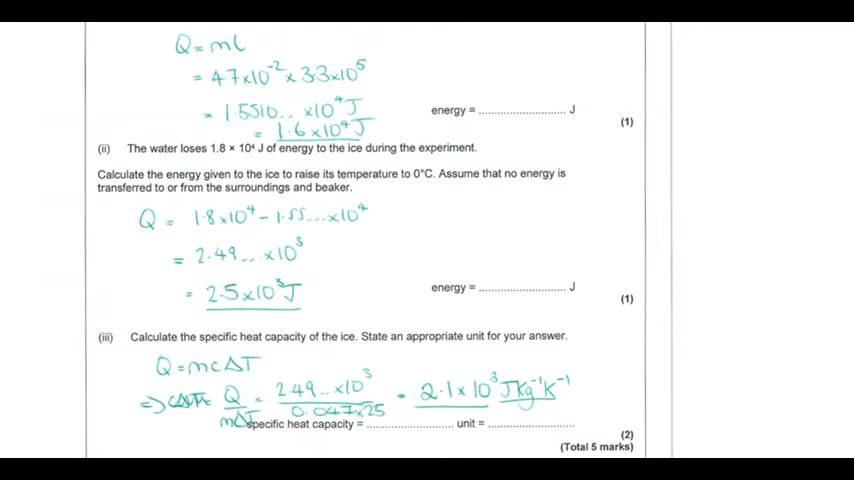 Q = ml
= 4.7×10⁻² × 3.3×10⁵
= 1.5510... ×10⁴ J
energy = ............................ J
= 1.6×10⁴ J
(1)
(ii) The water loses 1.8 × 10⁴ J of energy to the ice during the experiment.
Calculate the energy given to the ice to raise its temperature to 0°C. Assume that no energy is
transferred to or from the surroundings and beaker.
Q = 1.8×10⁴ - 1.55...×10⁴
= 2.49...×10³
= 2.5×10³ J
energy = ............................ J
(1)
(iii) Calculate the specific heat capacity of the ice. State an appropriate unit for your answer.
Q = mcΔT
=> = Q/mΔT = 2.49...×10³/0.047×25 = 2.1×10³ Jkg⁻¹K⁻¹
specific heat capacity = ............................ unit = ............................
(2)
(Total 5 marks)